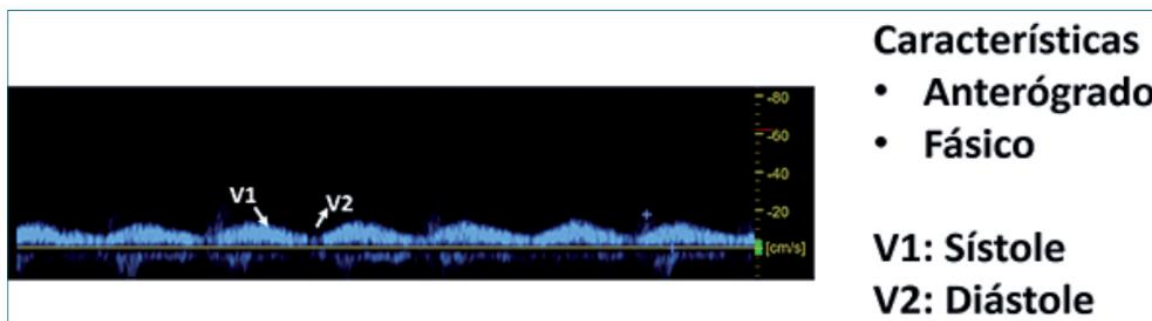 Características
• Anterógrado
• Fásico
V1: Sístole
V2: Diástole
V1
V2
-80
-60
-40
-20
[cm/s]